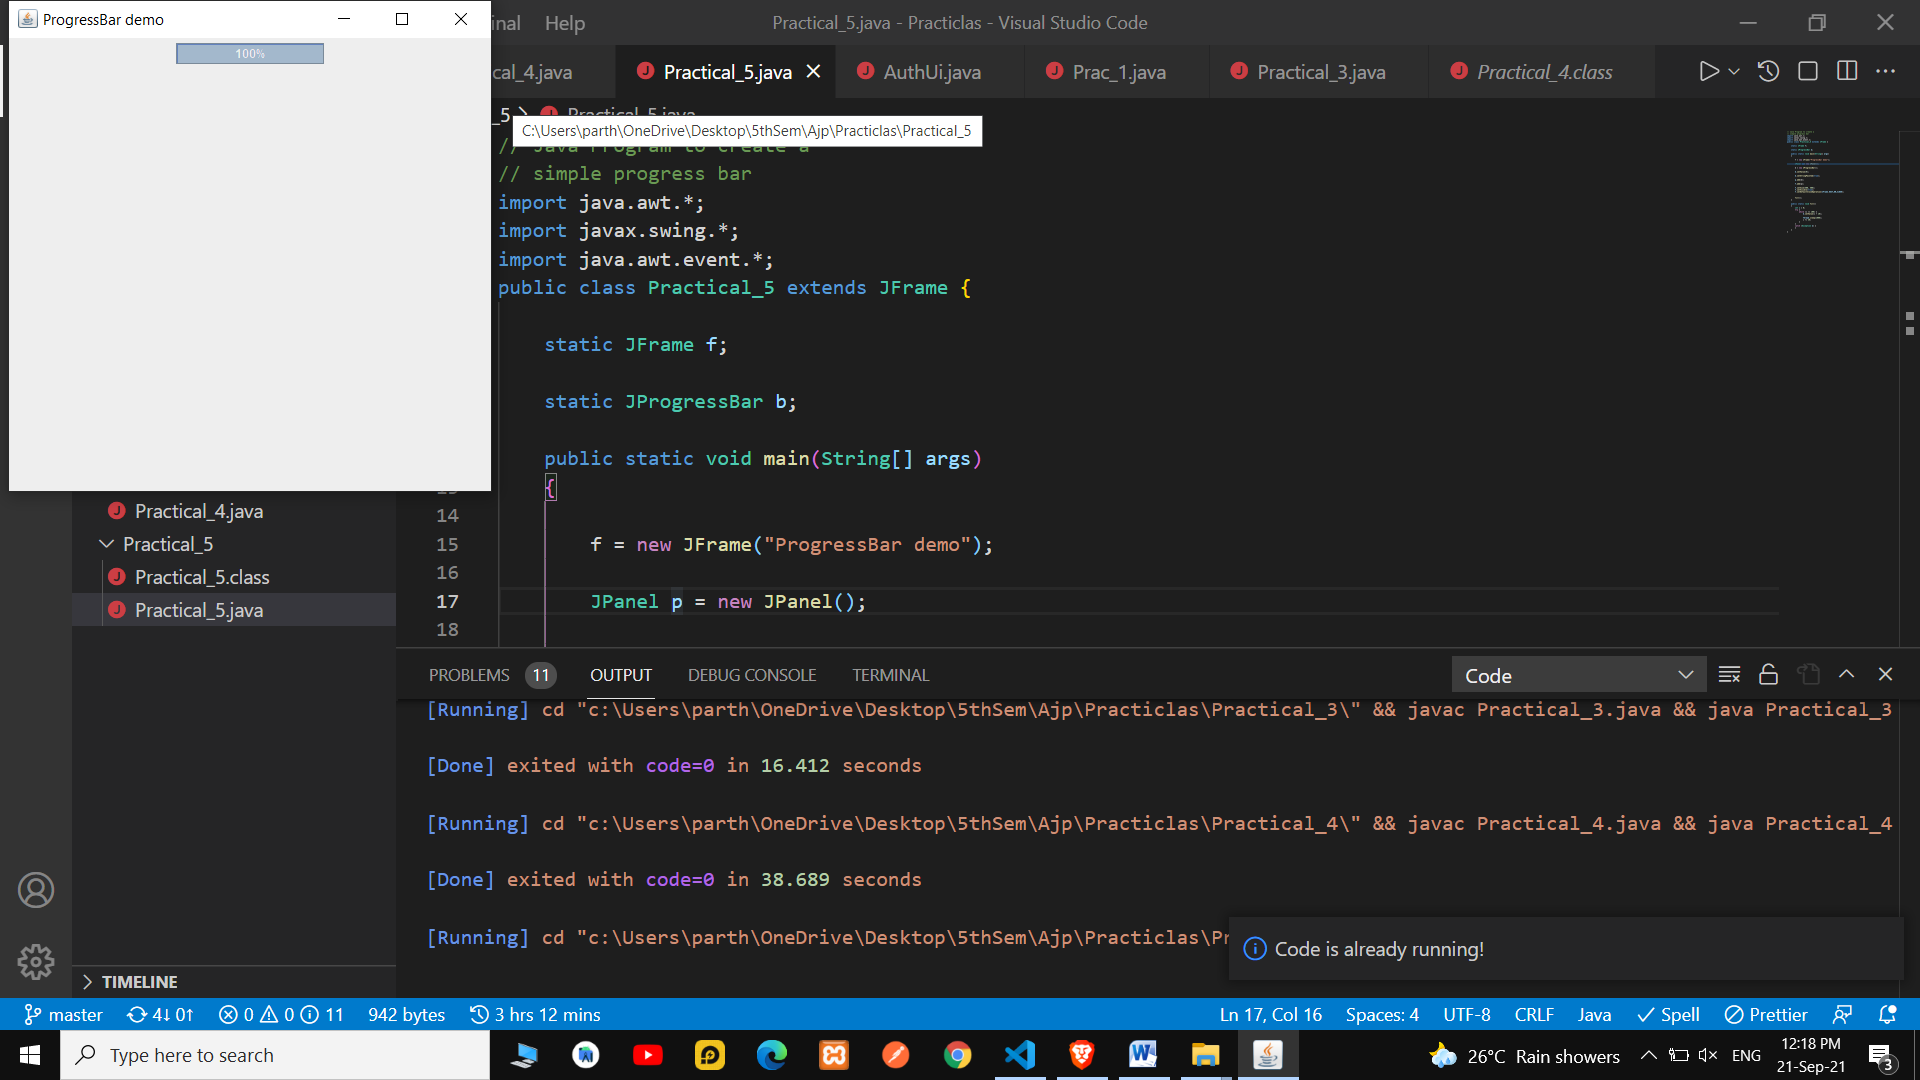 ProgressBar demo
100%
nal Help
Practical_5.java - Practiclas - Visual Studio Code
cal_4.java
Practical_5.java
AuthUi.java
Prac_1.java
Practical_3.java
Practical_4.class
_5 > Practical_5.java
C:\Users\parth\OneDrive\Desktop\5thSem\Ajp\Practiclas\Practical_5
// Java Program to create a
// simple progress bar
import java.awt.*;
import javax.swing.*;
import java.awt.event.*;
public class Practical_5 extends JFrame {
static JFrame f;
static JProgressBar b;
public static void main(String[] args)
{
14
15 f = new JFrame("ProgressBar demo");
16
17 JPanel p = new JPanel();
18
Practical_4.java
Practical_5
Practical_5.class
Practical_5.java
TIMELINE
PROBLEMS 11 OUTPUT DEBUG CONSOLE TERMINAL
Code
[Running] cd "c:\Users\parth\OneDrive\Desktop\5thSem\Ajp\Practiclas\Practical_3\" && javac Practical_3.java && java Practical_3
[Done] exited with code=0 in 16.412 seconds
[Running] cd "c:\Users\parth\OneDrive\Desktop\5thSem\Ajp\Practiclas\Practical_4\" && javac Practical_4.java && java Practical_4
[Done] exited with code=0 in 38.689 seconds
[Running] cd "c:\Users\parth\OneDrive\Desktop\5thSem\Ajp\Practiclas\Pr
Code is already running!
master 4↓ 0↑ 0 0 11 942 bytes 3 hrs 12 mins
Ln 17, Col 16 Spaces: 4 UTF-8 CRLF Java Spell Prettier
Type here to search
26°C Rain showers
ENG
12:18 PM
21-Sep-21
3